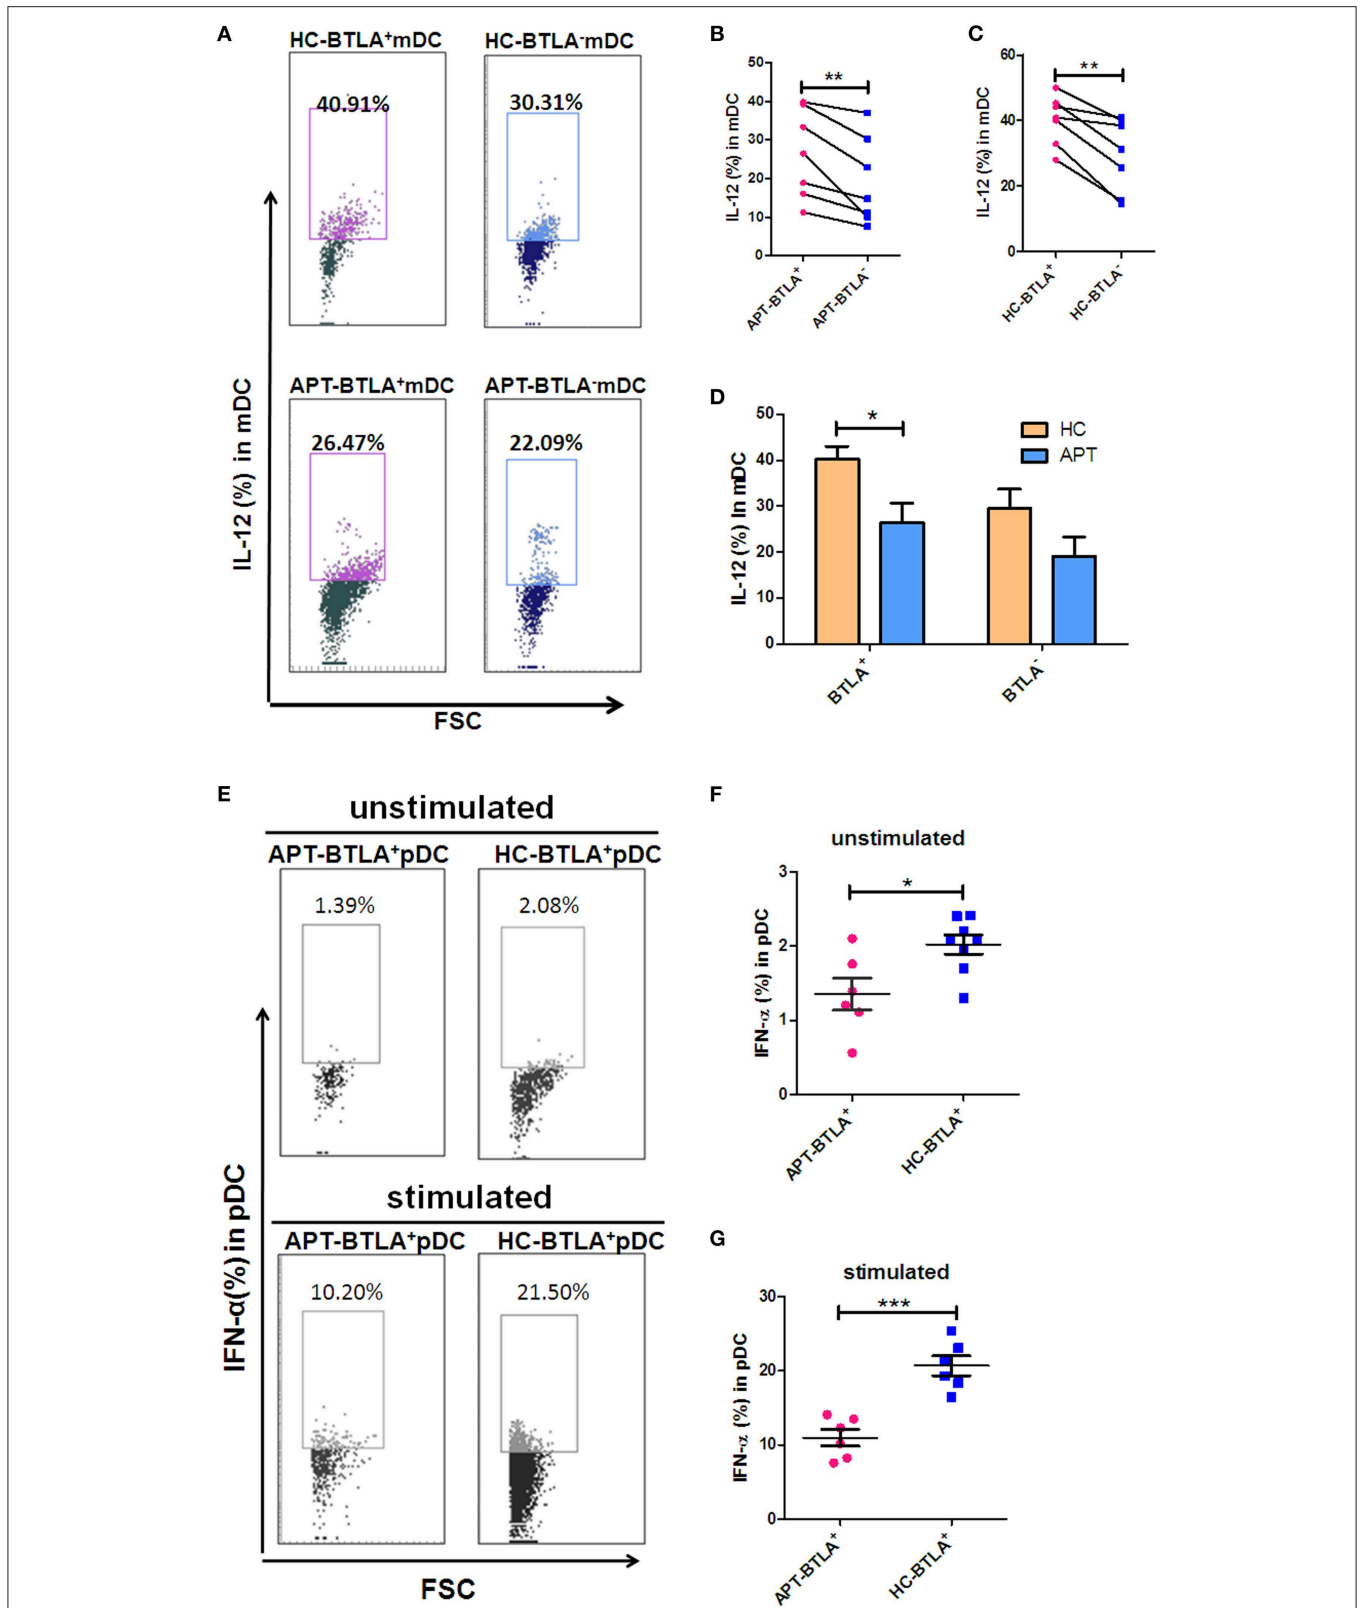 A
HC-BTLA⁺mDC
HC-BTLA⁻mDC
40.91%
30.31%
APT-BTLA⁺mDC
APT-BTLA⁻mDC
26.47%
22.09%
IL-12 (%) in mDC
FSC
B
**
IL-12 (%) in mDC
50
40
30
20
10
0
APT-BTLA⁺
APT-BTLA⁻
C
**
IL-12 (%) in mDC
60
40
20
0
HC-BTLA⁺
HC-BTLA⁻
D
*
HC
APT
IL-12 (%) In mDC
50
40
30
20
10
0
BTLA⁺
BTLA⁻
E
unstimulated
APT-BTLA⁺pDC
HC-BTLA⁺pDC
1.39%
2.08%
stimulated
APT-BTLA⁺pDC
HC-BTLA⁺pDC
10.20%
21.50%
IFN-α(%) in pDC
FSC
F
unstimulated
*
IFN-α (%) in pDC
3
2
1
0
APT-BTLA⁺
HC-BTLA⁺
G
stimulated
***
IFN-α (%) in pDC
30
20
10
0
APT-BTLA⁺
HC-BTLA⁺